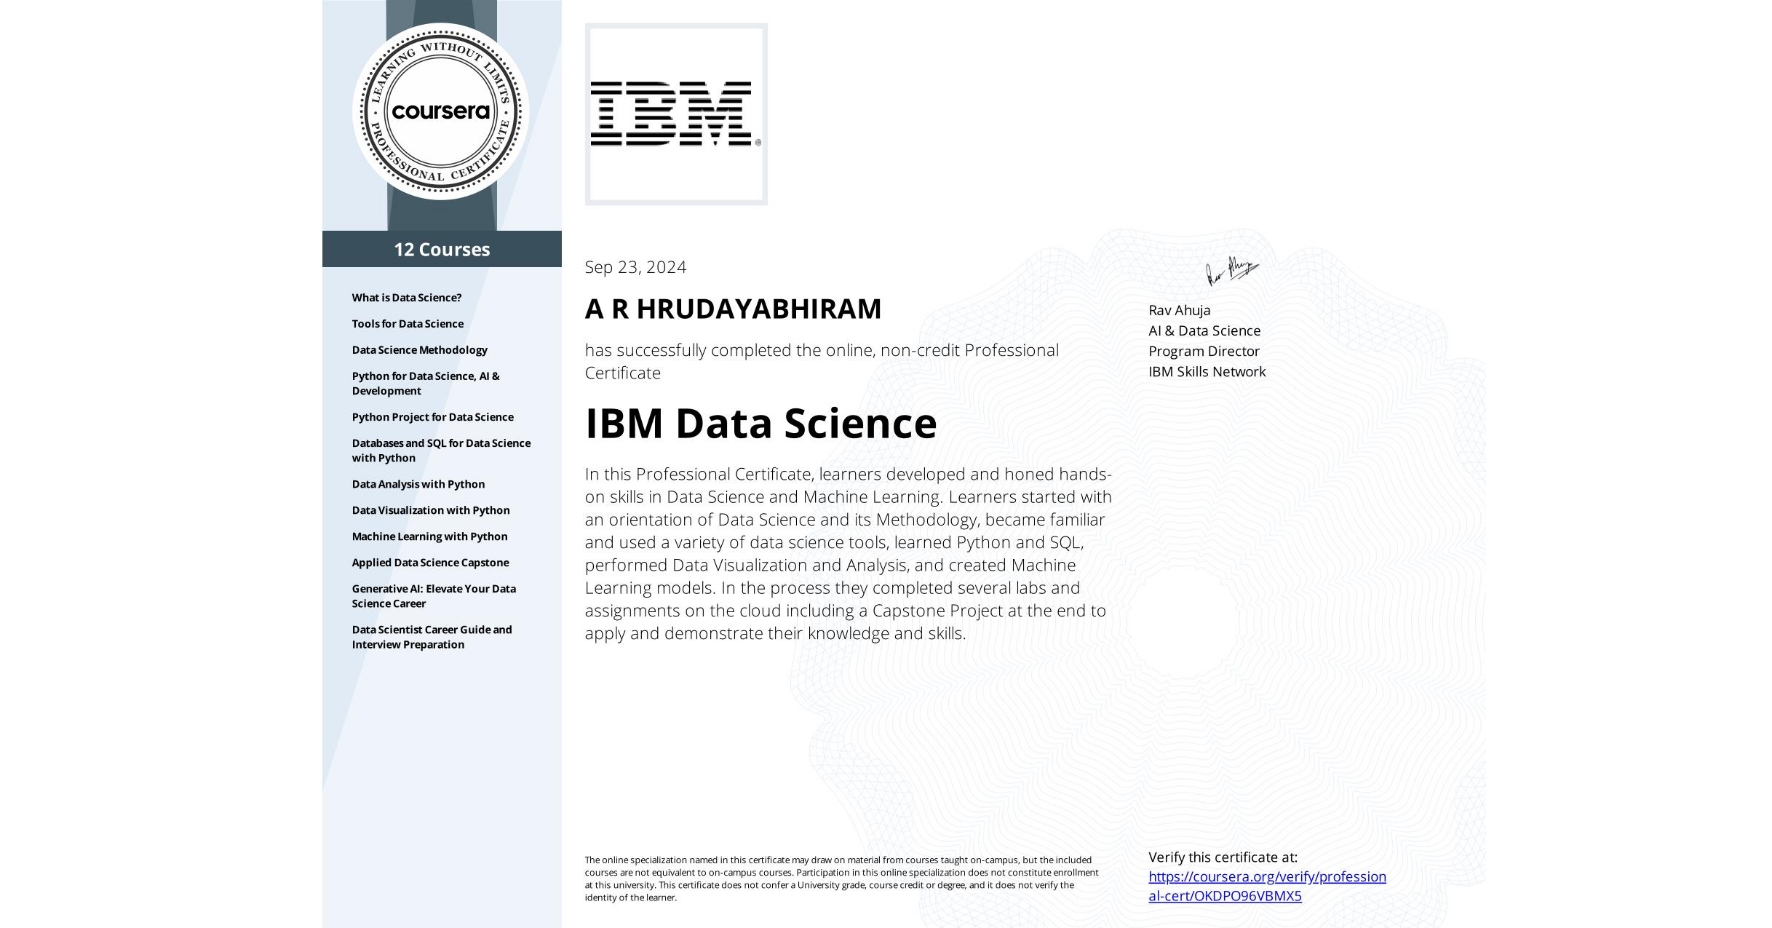 LEARNING WITHOUT LIMITS
coursera
PROFESSIONAL CERTIFICATE
12 Courses
What is Data Science?
Tools for Data Science
Data Science Methodology
Python for Data Science, AI &
Development
Python Project for Data Science
Databases and SQL for Data Science
with Python
Data Analysis with Python
Data Visualization with Python
Machine Learning with Python
Applied Data Science Capstone
Generative AI: Elevate Your Data
Science Career
Data Scientist Career Guide and
Interview Preparation
IBM®
Sep 23, 2024
A R HRUDAYABHIRAM
has successfully completed the online, non-credit Professional
Certificate
IBM Data Science
In this Professional Certificate, learners developed and honed hands-
on skills in Data Science and Machine Learning. Learners started with
an orientation of Data Science and its Methodology, became familiar
and used a variety of data science tools, learned Python and SQL,
performed Data Visualization and Analysis, and created Machine
Learning models. In the process they completed several labs and
assignments on the cloud including a Capstone Project at the end to
apply and demonstrate their knowledge and skills.
Rav Ahuja
Rav Ahuja
AI & Data Science
Program Director
IBM Skills Network
The online specialization named in this certificate may draw on material from courses taught on-campus, but the included
courses are not equivalent to on-campus courses. Participation in this online specialization does not constitute enrollment
at this university. This certificate does not confer a University grade, course credit or degree, and it does not verify the
identity of the learner.
Verify this certificate at:
https://coursera.org/verify/profession
al-cert/OKDPO96VBMX5